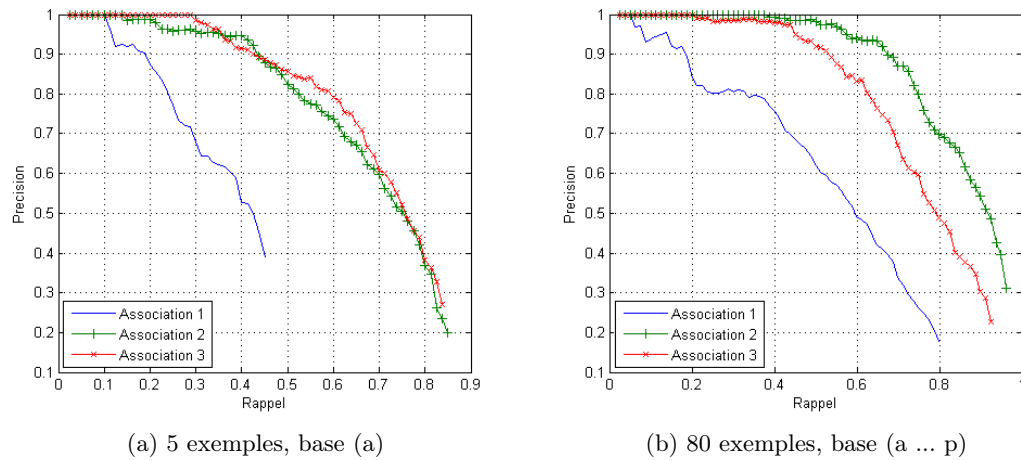 1
0.9
0.8
0.7
0.6
0.5
0.4
0.3
0.2
0.1
Precision
Association 1
Association 2
Association 3
0 0.1 0.2 0.3 0.4 0.5 0.6 0.7 0.8 0.9
Rappel
(a) 5 exemples, base (a)
1
0.9
0.8
0.7
0.6
0.5
0.4
0.3
0.2
0.1
Precision
Association 1
Association 2
Association 3
0 0.2 0.4 0.6 0.8 1
Rappel
(b) 80 exemples, base (a ... p)